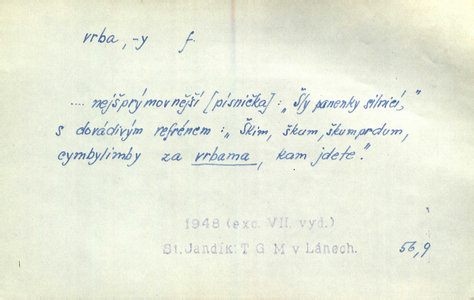 vrba, -y f.
.... nejšprýmovnější [písnička]: „Šly panenky silnicí,"
s dovádivým refrénem: „Škim, škum, škumprdum,
cymbylimby za vrbama, kam jdete."
1948 (exc. VII. vyd.)
St. Jandík: T G M v Lánech.
56,9